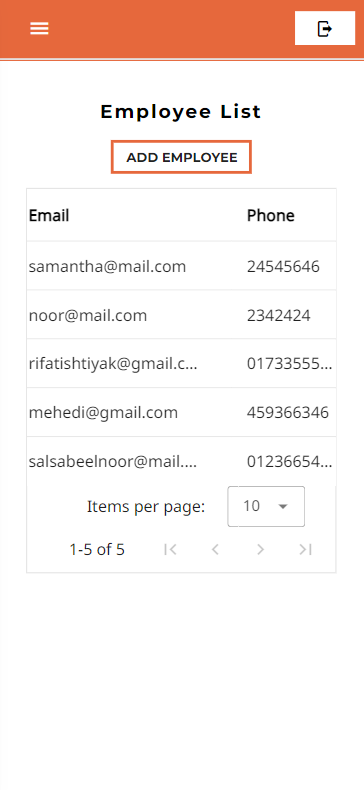 Employee List
ADD EMPLOYEE
Email Phone
samantha@mail.com 24545646
noor@mail.com 2342424
rifatishtiyak@gmail.c... 01733555...
mehedi@gmail.com 459366346
salsabeelnoor@mail.... 01236654...
Items per page: 10
1-5 of 5